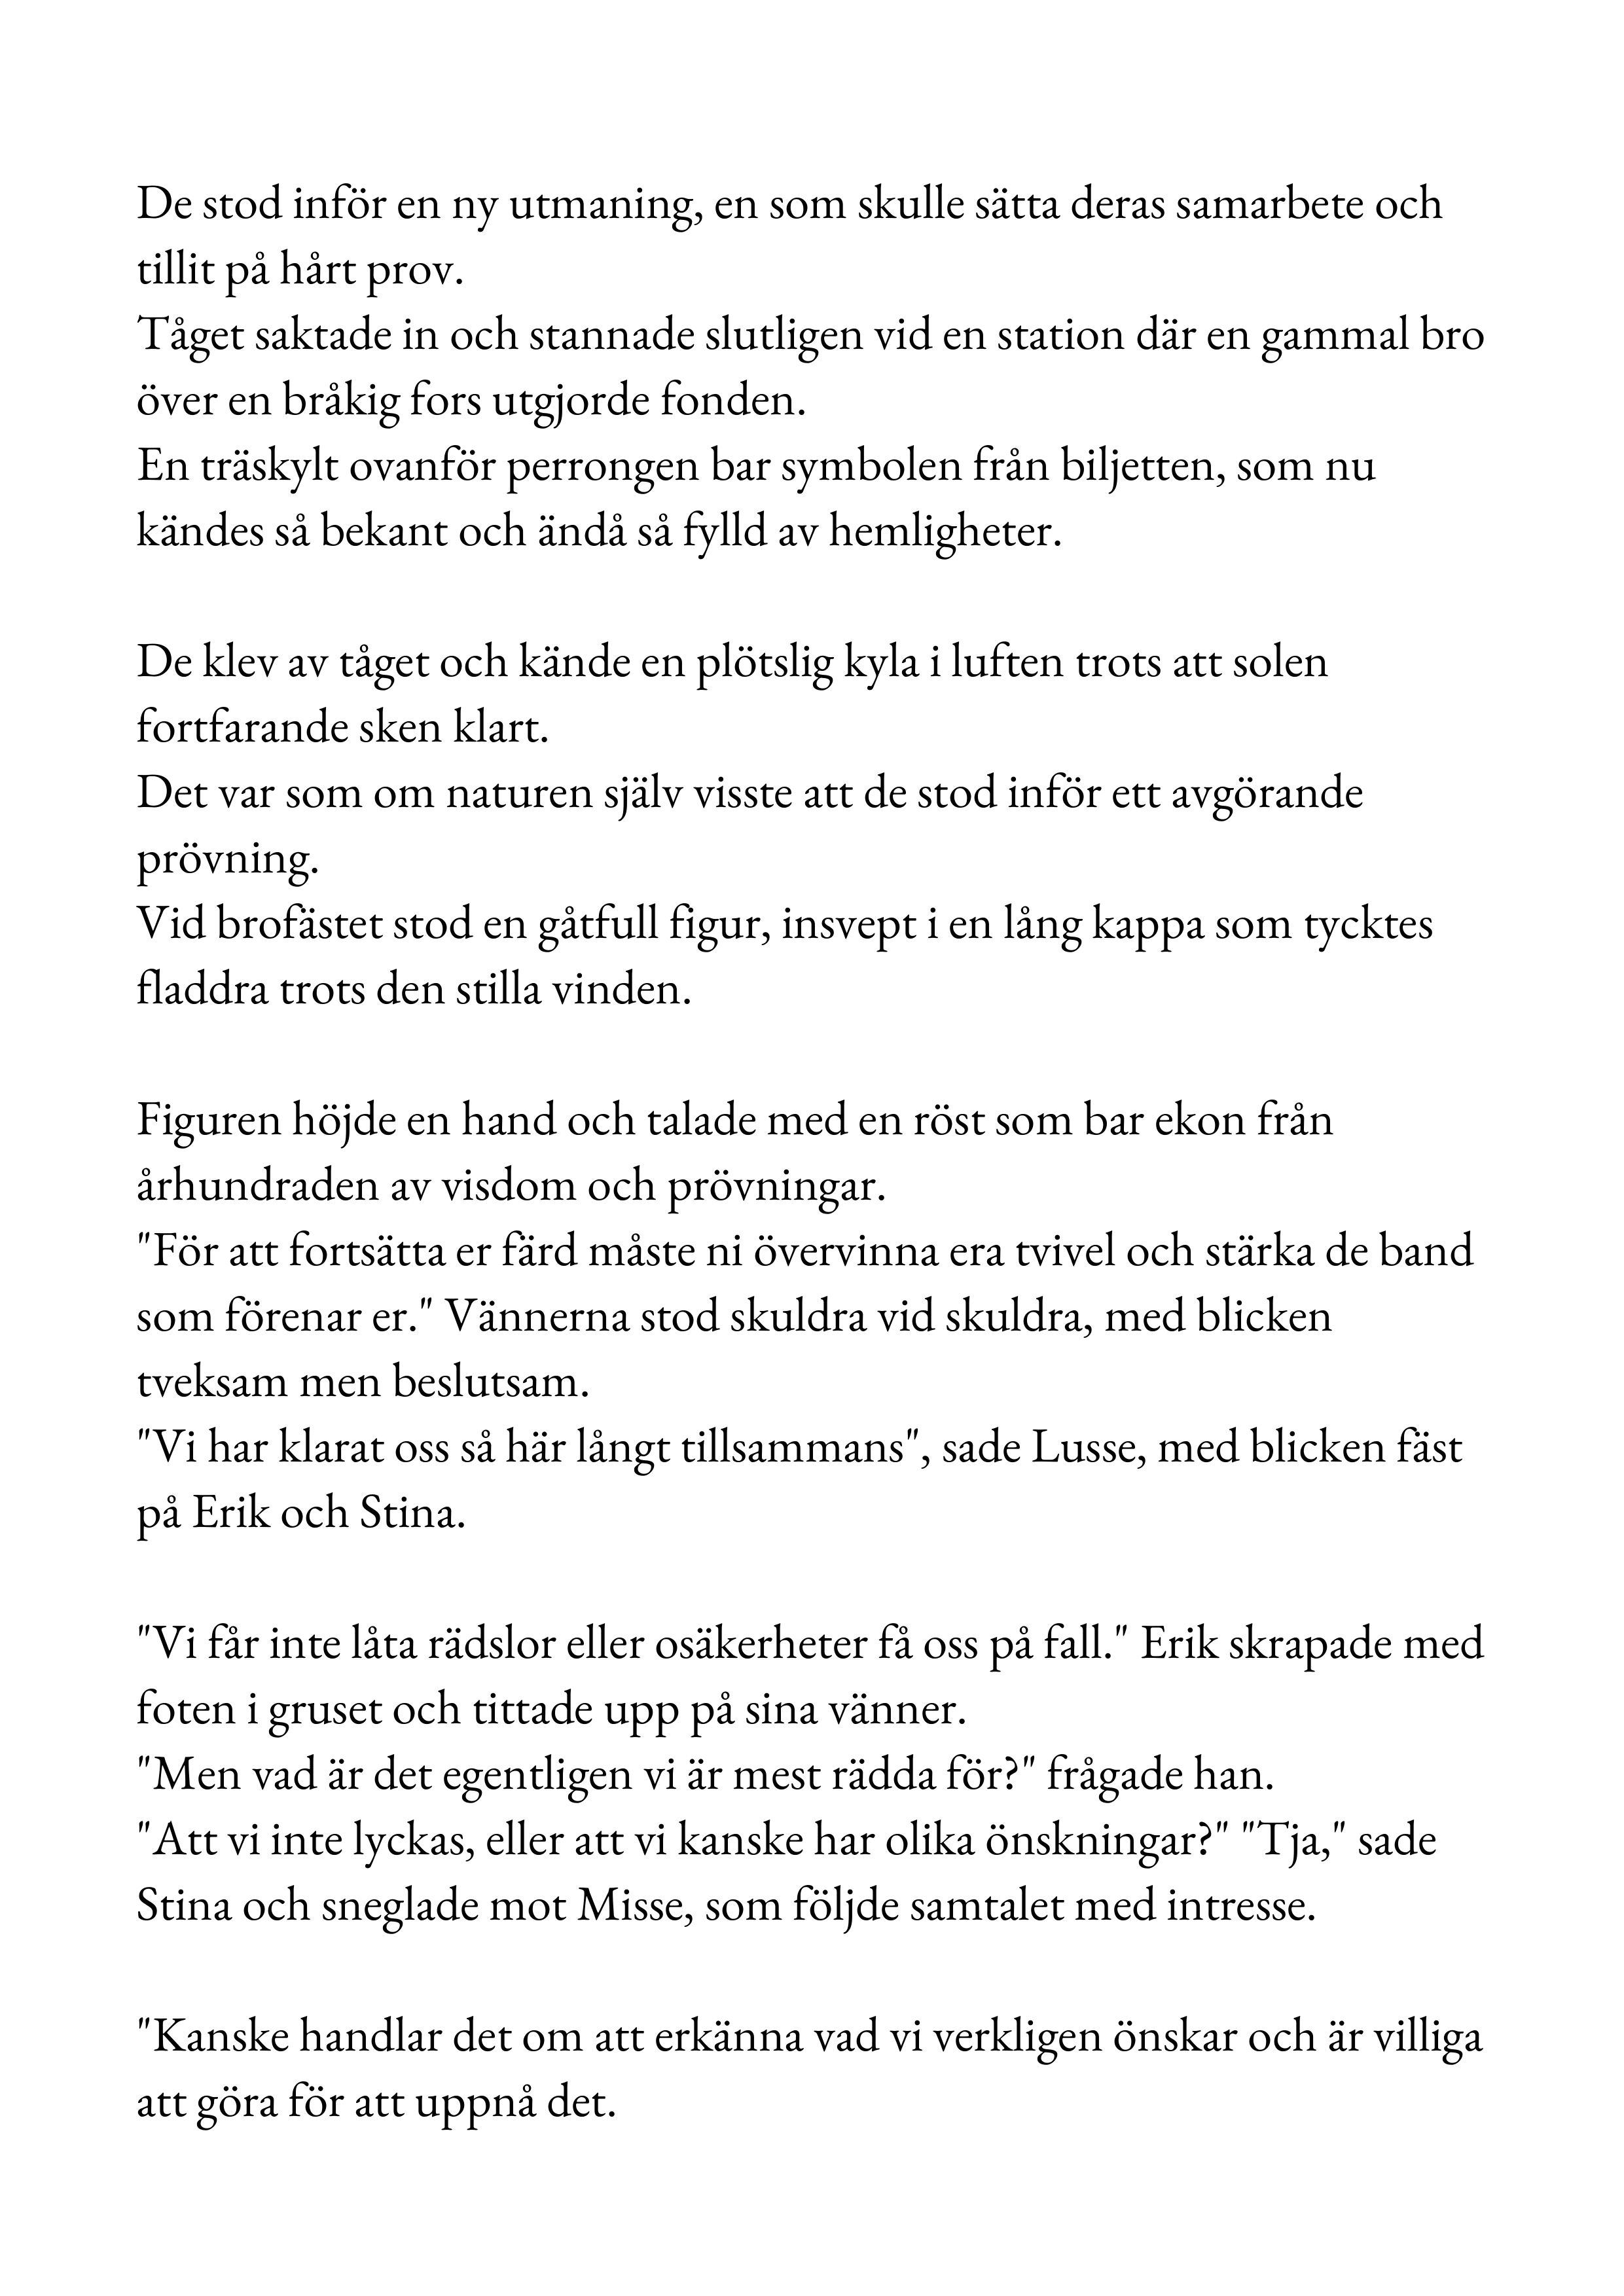 De stod inför en ny utmaning, en som skulle sätta deras samarbete och
tillit på hårt prov.
Tåget saktade in och stannade slutligen vid en station där en gammal bro
över en bråkig fors utgjorde fonden.
En träskylt ovanför perrongen bar symbolen från biljetten, som nu
kändes så bekant och ändå så fylld av hemligheter.
De klev av tåget och kände en plötslig kyla i luften trots att solen
fortfarande sken klart.
Det var som om naturen själv visste att de stod inför ett avgörande
prövning.
Vid brofästet stod en gåtfull figur, insvept i en lång kappa som tycktes
fladdra trots den stilla vinden.
Figuren höjde en hand och talade med en röst som bar ekon från
århundraden av visdom och prövningar.
"För att fortsätta er färd måste ni övervinna era tvivel och stärka de band
som förenar er." Vännerna stod skuldra vid skuldra, med blicken
tveksam men beslutsam.
"Vi har klarat oss så här långt tillsammans", sade Lusse, med blicken fäst
på Erik och Stina.
"Vi får inte låta rädslor eller osäkerheter få oss på fall." Erik skrapade med
foten i gruset och tittade upp på sina vänner.
"Men vad är det egentligen vi är mest rädda för?" frågade han.
"Att vi inte lyckas, eller att vi kanske har olika önskningar?" "Tja," sade
Stina och sneglade mot Misse, som följde samtalet med intresse.
"Kanske handlar det om att erkänna vad vi verkligen önskar och är villiga
att göra för att uppnå det.